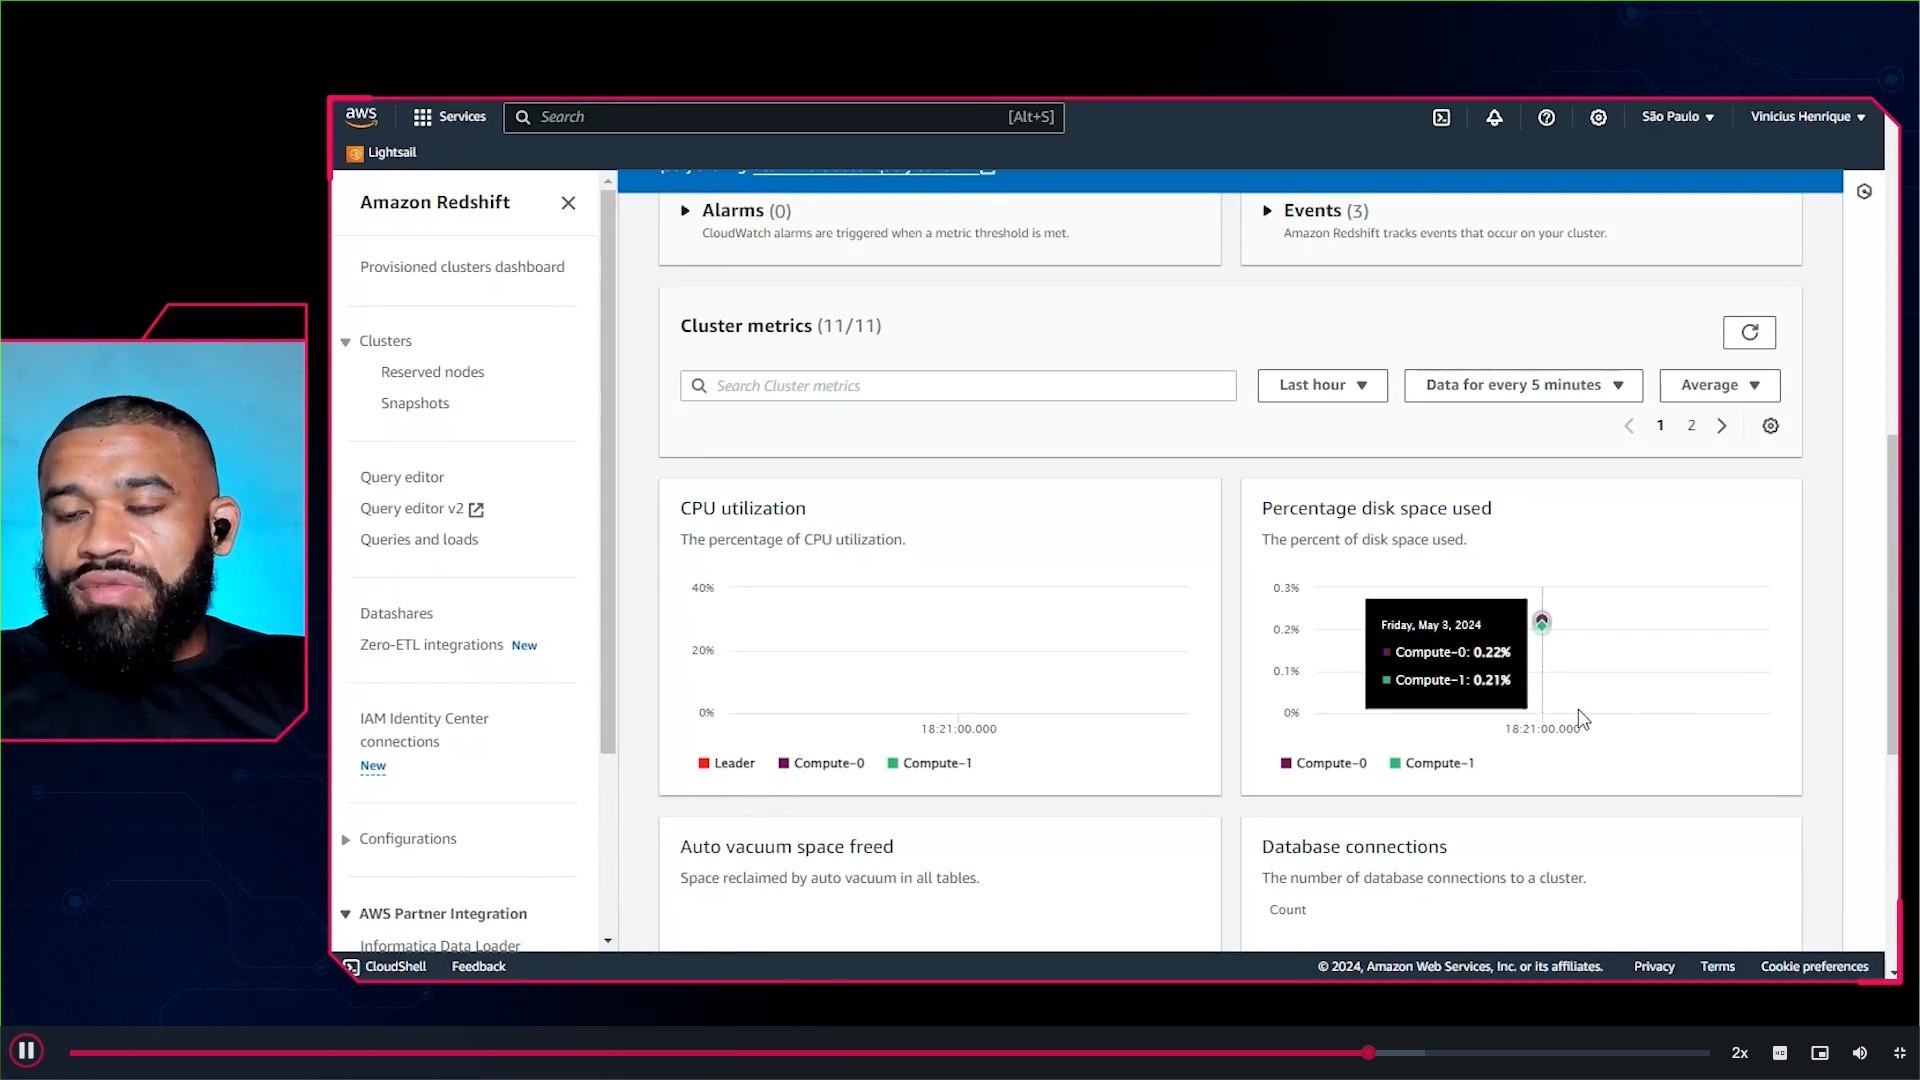 aws
Services
Search
[Alt+S]
São Paulo
Vinicius Henrique
Lightsail
Amazon Redshift
Provisioned clusters dashboard
Clusters
Reserved nodes
Snapshots
Query editor
Query editor v2
Queries and loads
Datashares
Zero-ETL integrations New
IAM Identity Center
connections
New
Configurations
AWS Partner Integration
Informatica Data Loader
Alarms (0)
CloudWatch alarms are triggered when a metric threshold is met.
Events (3)
Amazon Redshift tracks events that occur on your cluster.
Cluster metrics (11/11)
Search Cluster metrics
Last hour
Data for every 5 minutes
Average
1
2
CPU utilization
The percentage of CPU utilization.
40%
20%
0%
18:21:00.000
Leader
Compute-0
Compute-1
Percentage disk space used
The percent of disk space used.
0.3%
0.2%
0.1%
0%
Friday, May 3, 2024
Compute-0: 0.22%
Compute-1: 0.21%
18:21:00.000
Compute-0
Compute-1
Auto vacuum space freed
Space reclaimed by auto vacuum in all tables.
Database connections
The number of database connections to a cluster.
Count
CloudShell
Feedback
© 2024, Amazon Web Services, Inc. or its affiliates.
Privacy
Terms
Cookie preferences
2x